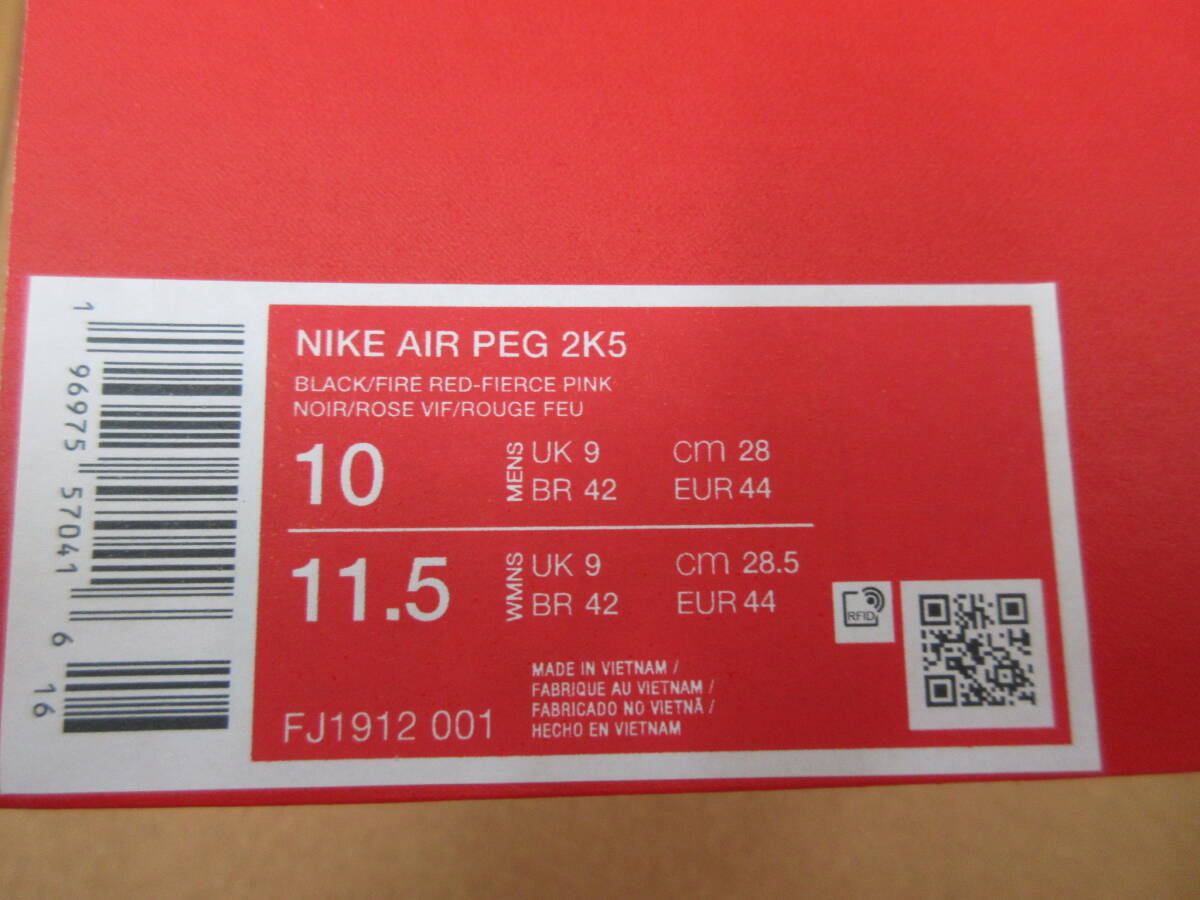 1 96975 57041 6 16
NIKE AIR PEG 2K5
BLACK/FIRE RED-FIERCE PINK
NOIR/ROSE VIF/ROUGE FEU
10 MENS UK 9 cm 28
BR 42 EUR 44
11.5 WMNS UK 9 cm 28.5
BR 42 EUR 44
RFID
MADE IN VIETNAM /
FABRIQUE AU VIETNAM /
FABRICADO NO VIETNÃ /
HECHO EN VIETNAM
FJ1912 001